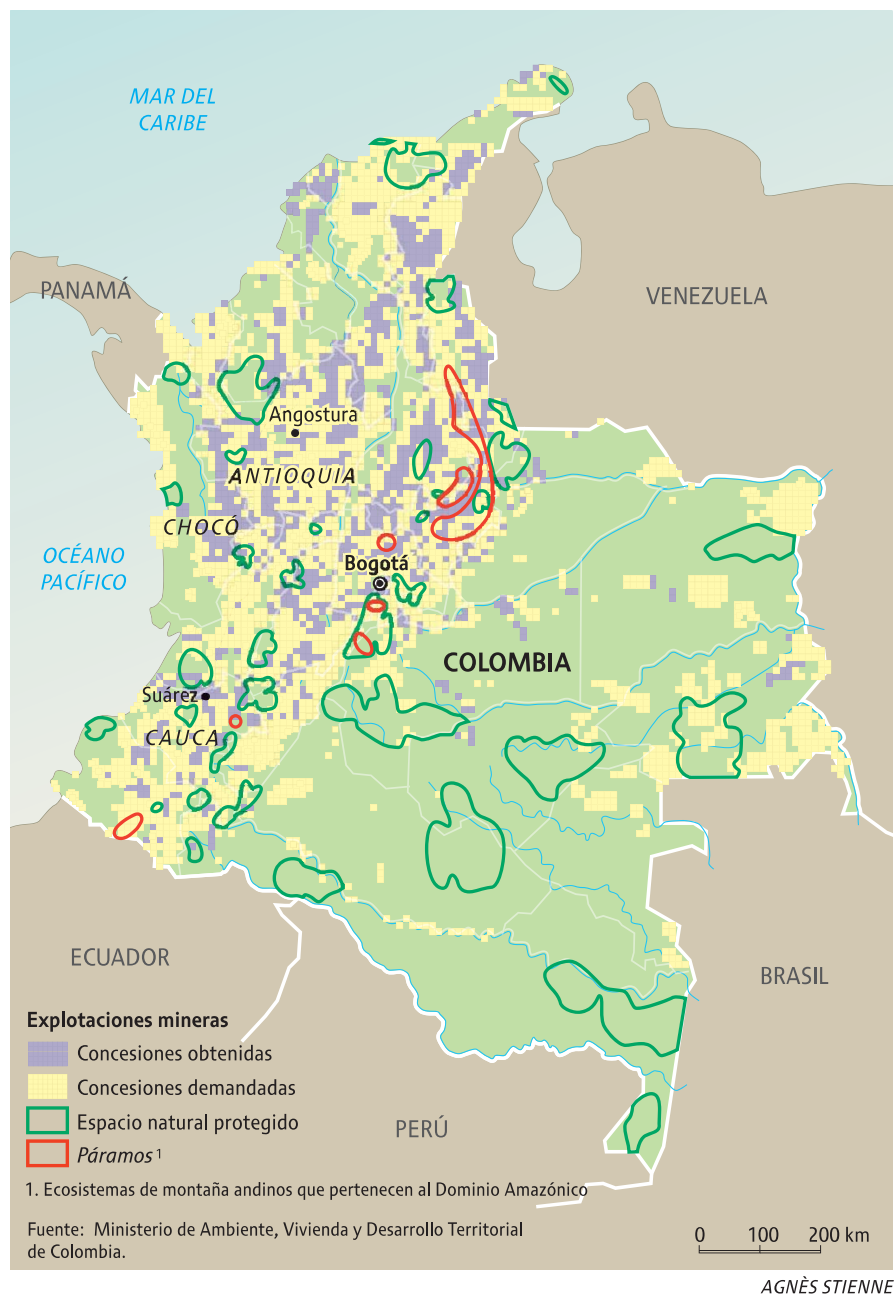 MAR DEL
CARIBE
PANAMÁ
VENEZUELA
Angostura
ANTIOQUIA
CHOCÓ
OCÉANO
PACÍFICO
Bogotá
COLOMBIA
Suárez
CAUCA
ECUADOR
BRASIL
PERÚ
Explotaciones mineras
Concesiones obtenidas
Concesiones demandadas
Espacio natural protegido
Páramos 1
1. Ecosistemas de montaña andinos que pertenecen al Dominio Amazónico
Fuente: Ministerio de Ambiente, Vivienda y Desarrollo Territorial
de Colombia.
0 100 200 km
AGNÈS STIENNE